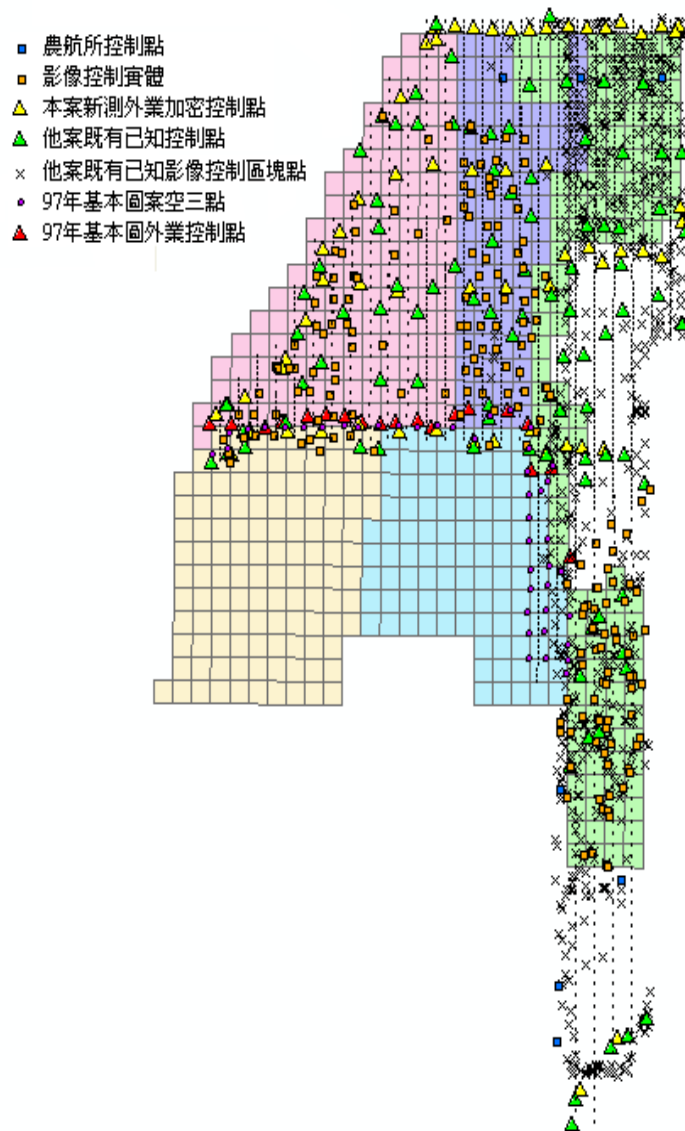 農航所控制點
影像控制實體
本案新測外業加密控制點
他案既有已知控制點
他案既有已知影像控制區塊點
97年基本圖案空三點
97年基本圖外業控制點